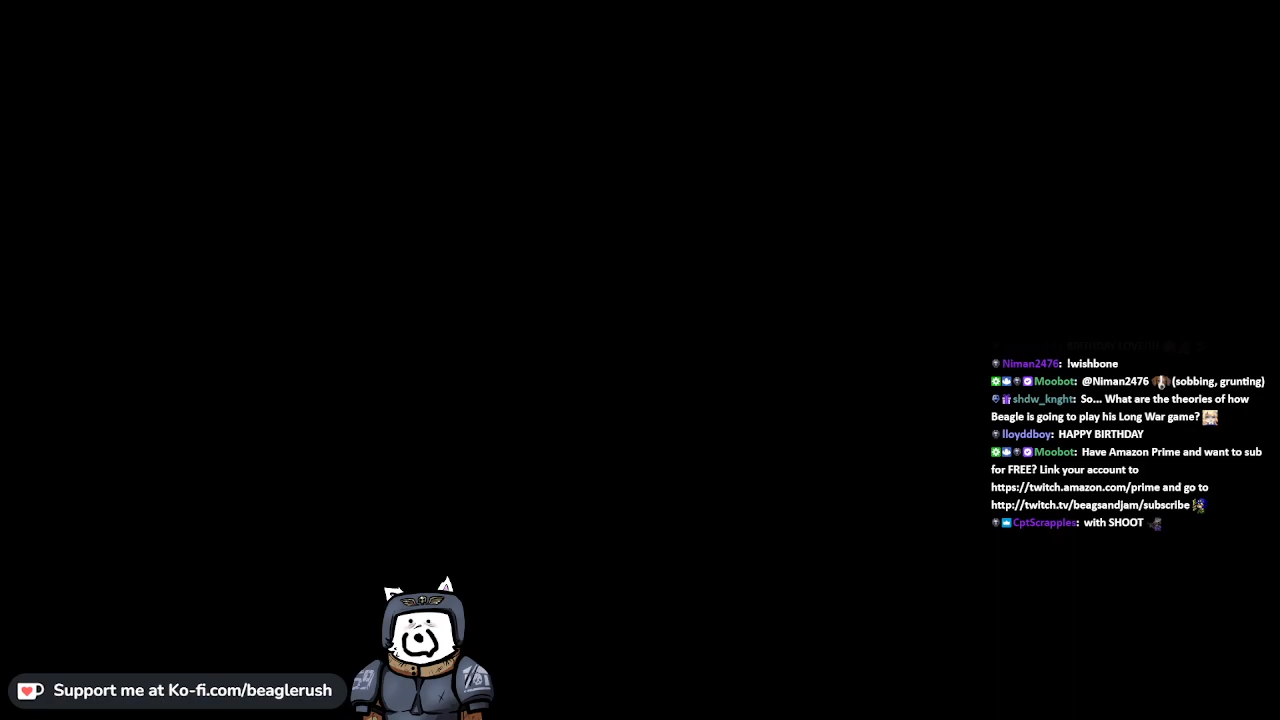 Niman2476: !wishbone
Moobot: @Niman2476 (sobbing, grunting)
shdw_knght: So... What are the theories of how
Beagle is going to play his Long War game?
lloyddboy: HAPPY BIRTHDAY
Moobot: Have Amazon Prime and want to sub
for FREE? Link your account to
https://twitch.amazon.com/prime and go to
http://twitch.tv/beagsandjam/subscribe
CptScrapples: with SHOOT
Support me at Ko-fi.com/beaglerush